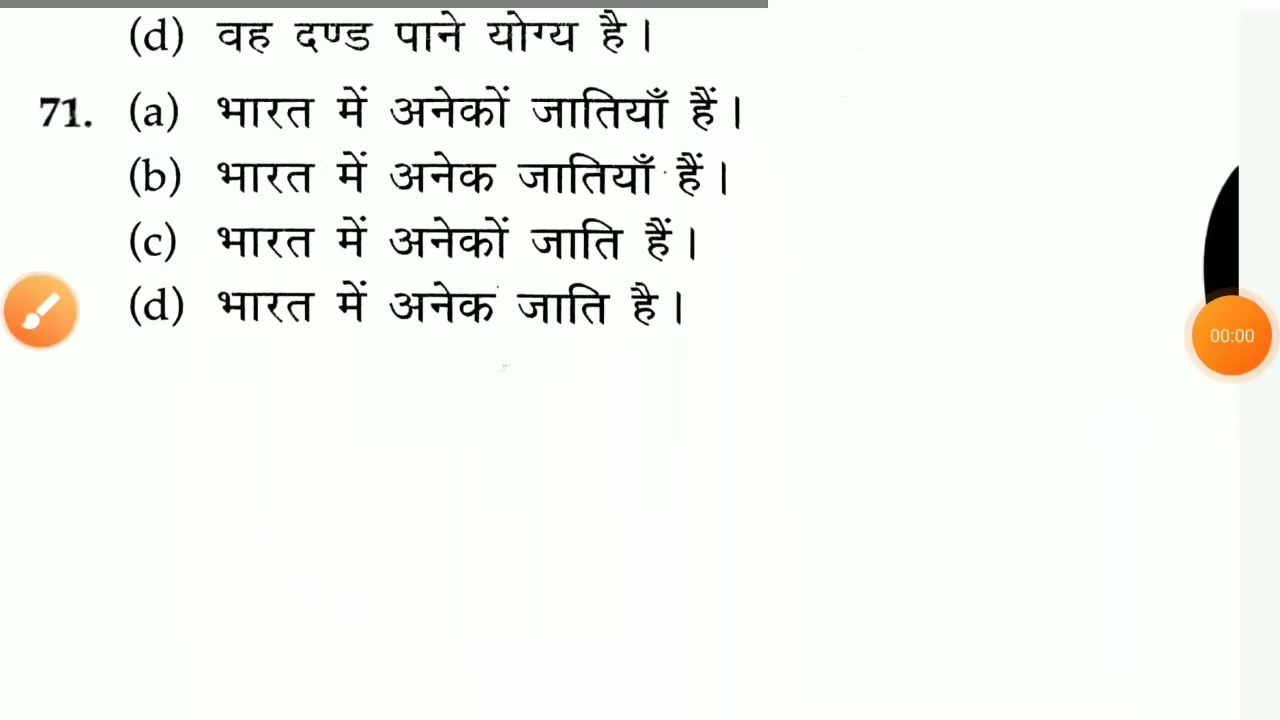 (d) वह दण्ड पाने योग्य है।
71. (a) भारत में अनेकों जातियाँ हैं।
(b) भारत में अनेक जातियाँ हैं।
(c) भारत में अनेकों जाति हैं।
(d) भारत में अनेक जाति है।
00:00